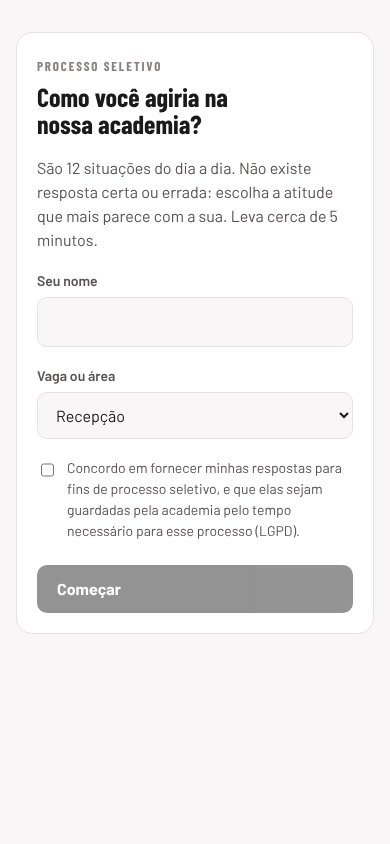 PROCESSO SELETIVO
Como você agiria na
nossa academia?
São 12 situações do dia a dia. Não existe
resposta certa ou errada: escolha a atitude
que mais parece com a sua. Leva cerca de 5
minutos.
Seu nome
Vaga ou área
Recepção
Concordo em fornecer minhas respostas para
fins de processo seletivo, e que elas sejam
guardadas pela academia pelo tempo
necessário para esse processo (LGPD).
Começar